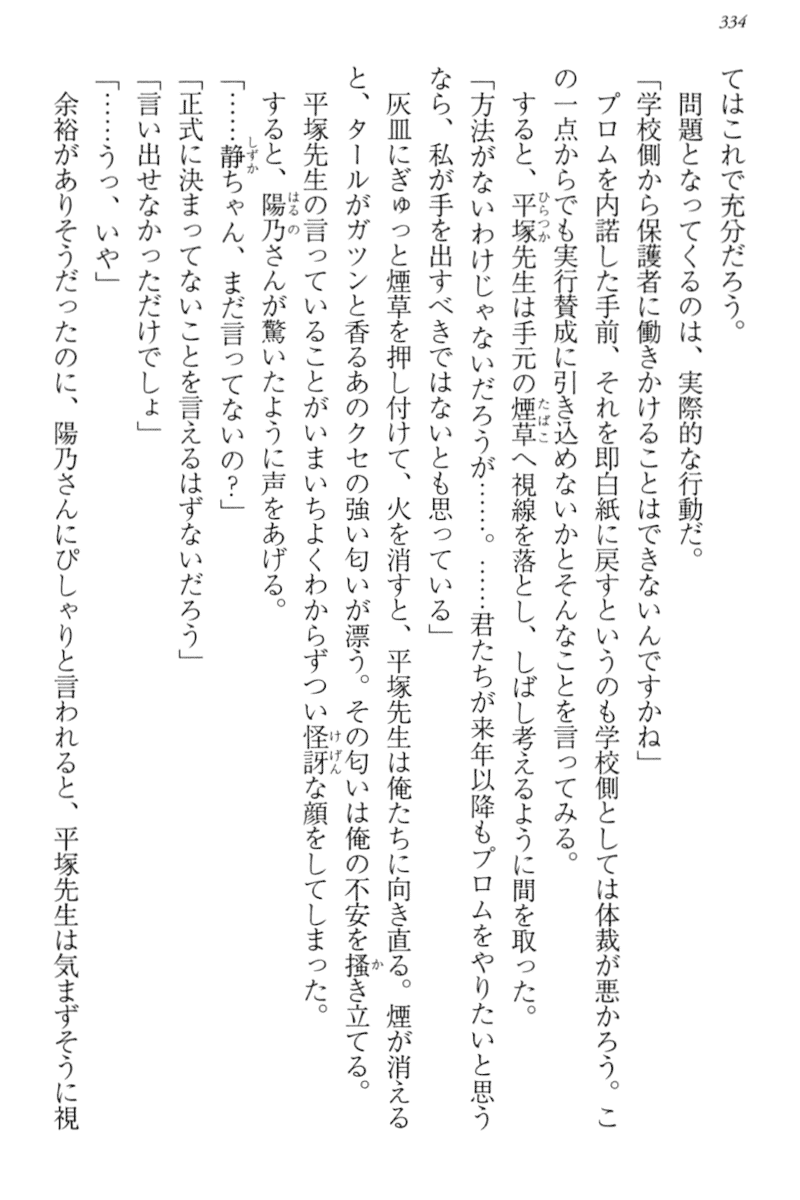 334
てはこれで充分だろう。
問題となってくるのは、実際的な行動だ。
「学校側から保護者に働きかけることはできないんですかね」
プロムを内諾した手前、それを即白紙に戻すというのも学校側としては体裁が悪かろう。こ
の一点からでも実行賛成に引き込めないかとそんなことを言ってみる。
すると、平塚先生は手元の煙草へ視線を落とし、しばし考えるように間を取った。
「方法がないわけじゃないだろうが……。……君たちが来年以降もプロムをやりたいと思う
なら、私が手を出すべきではないとも思っている」
灰皿にぎゅっと煙草を押し付けて、火を消すと、平塚先生は俺たちに向き直る。煙が消える
と、タールがガツンと香るあのクセの強い匂いが漂う。その匂いは俺の不安を掻き立てる。
平塚先生の言っていることがいまいちよくわからずつい怪訝な顔をしてしまった。
すると、陽乃さんが驚いたように声をあげる。
「……静ちゃん、まだ言ってないの？」
「正式に決まってないことを言えるはずないだろう」
「言い出せなかっただけでしょ」
「……うっ、いや」
余裕がありそうだったのに、陽乃さんにぴしゃりと言われると、平塚先生は気まずそうに視